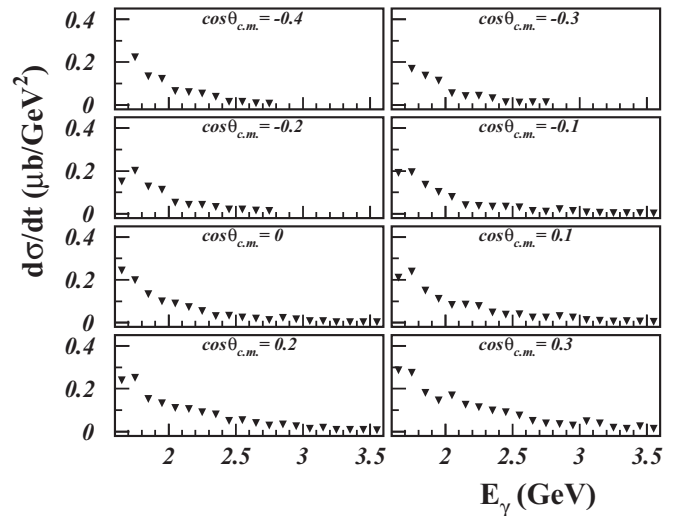 cosθc.m.= -0.4 cosθc.m.= -0.3
0.4
0.2
0
cosθc.m.= -0.2 cosθc.m.= -0.1
0.4
0.2
0
cosθc.m.= 0 cosθc.m.= 0.1
0.4
0.2
0
cosθc.m.= 0.2 cosθc.m.= 0.3
0.4
0.2
0
2 2.5 3 3.5 2 2.5 3 3.5
dσ/dt (μb/GeV²)
Eγ (GeV)